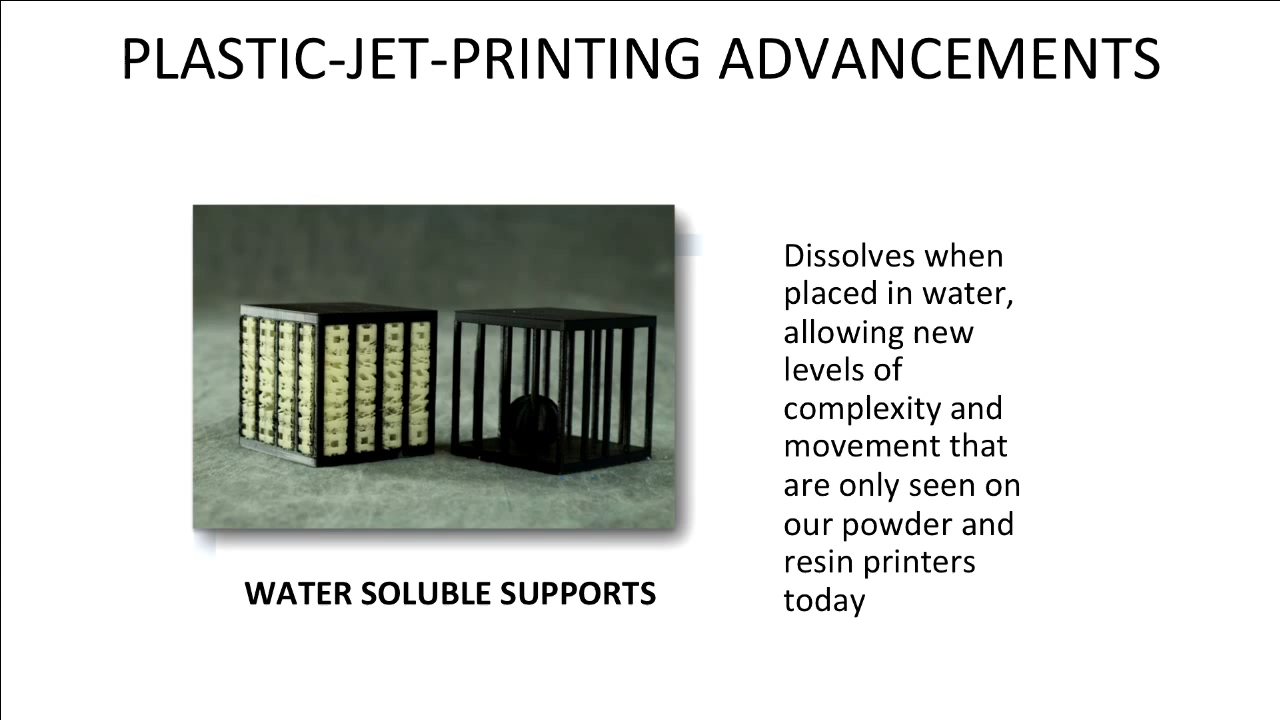 PLASTIC-JET-PRINTING ADVANCEMENTS
Dissolves when
placed in water,
allowing new
levels of
complexity and
movement that
are only seen on
our powder and
resin printers
today
WATER SOLUBLE SUPPORTS